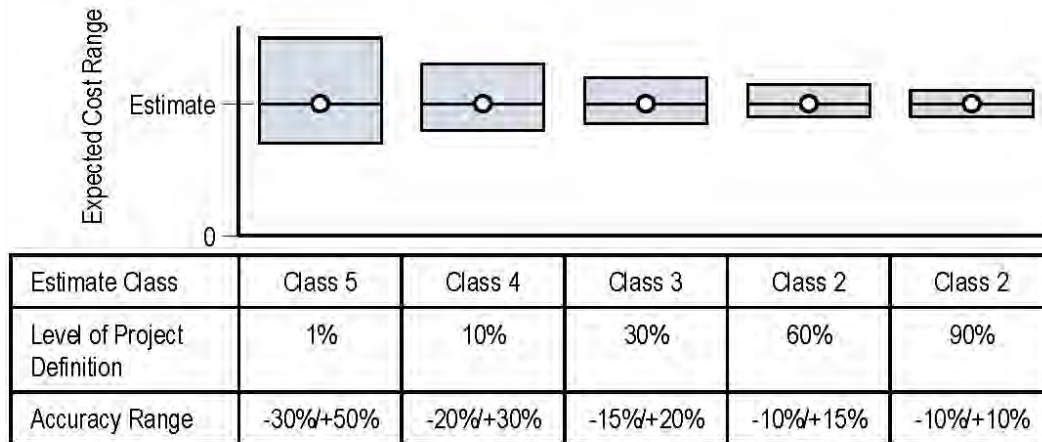 Expected Cost Range
Estimate
0
Estimate Class Class 5 Class 4 Class 3 Class 2 Class 2
Level of Project Definition 1% 10% 30% 60% 90%
Accuracy Range -30%/+50% -20%/+30% -15%/+20% -10%/+15% -10%/+10%